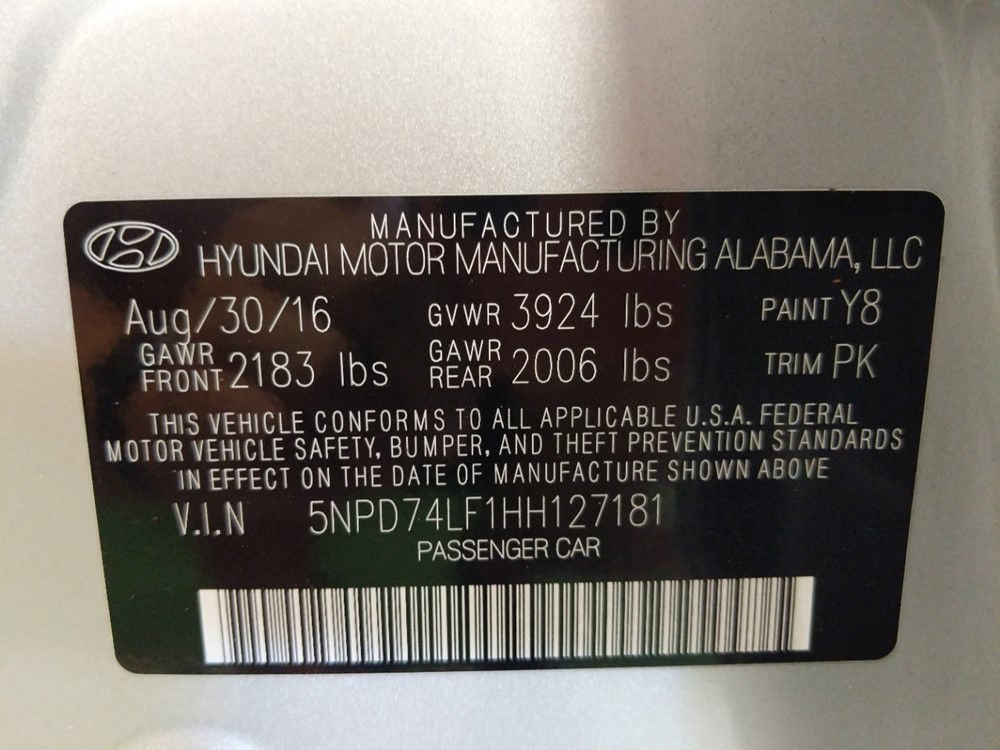 MANUFACTURED BY
HYUNDAI MOTOR MANUFACTURING ALABAMA, LLC
Aug/30/16 GVWR 3924 lbs PAINT Y8
GAWR FRONT 2183 lbs GAWR REAR 2006 lbs TRIM PK
THIS VEHICLE CONFORMS TO ALL APPLICABLE U.S.A. FEDERAL
MOTOR VEHICLE SAFETY, BUMPER, AND THEFT PREVENTION STANDARDS
IN EFFECT ON THE DATE OF MANUFACTURE SHOWN ABOVE
V.I.N 5NPD74LF1HH127181
PASSENGER CAR